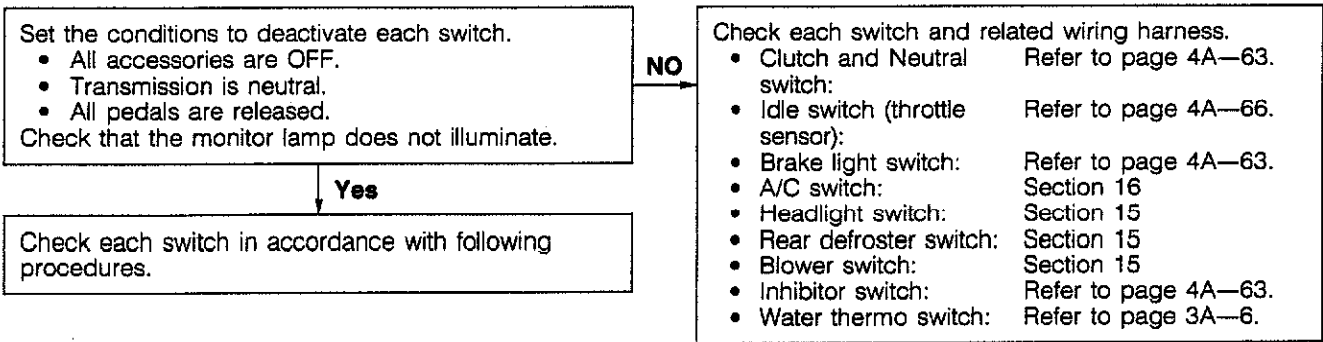 Set the conditions to deactivate each switch.
• All accessories are OFF.
• Transmission is neutral.
• All pedals are released.
Check that the monitor lamp does not illuminate.
NO
Yes
Check each switch in accordance with following
procedures.
Check each switch and related wiring harness.
• Clutch and Neutral Refer to page 4A—63.
switch:
• Idle switch (throttle Refer to page 4A—66.
sensor):
• Brake light switch: Refer to page 4A—63.
• A/C switch: Section 16
• Headlight switch: Section 15
• Rear defroster switch: Section 15
• Blower switch: Section 15
• Inhibitor switch: Refer to page 4A—63.
• Water thermo switch: Refer to page 3A—6.